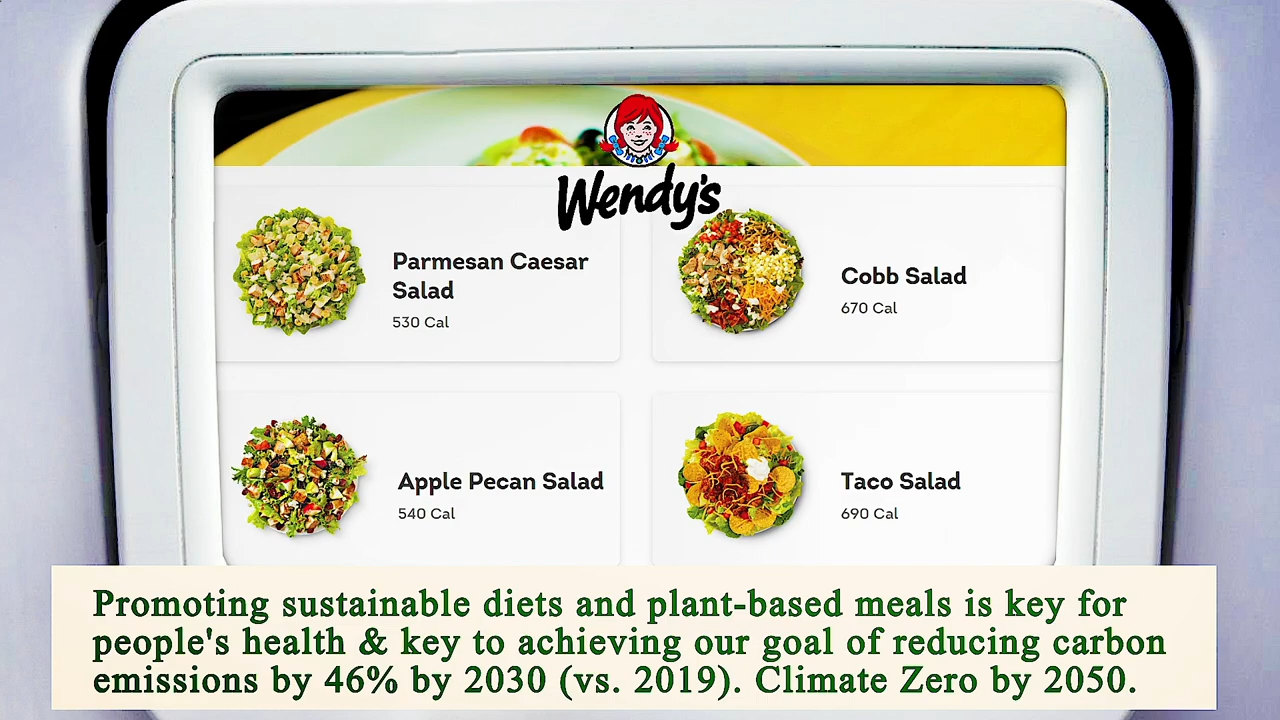 Wendy's
Parmesan Caesar
Salad
530 Cal
Cobb Salad
670 Cal
Apple Pecan Salad
540 Cal
Taco Salad
690 Cal
Promoting sustainable diets and plant-based meals is key for
people's health & key to achieving our goal of reducing carbon
emissions by 46% by 2030 (vs. 2019). Climate Zero by 2050.